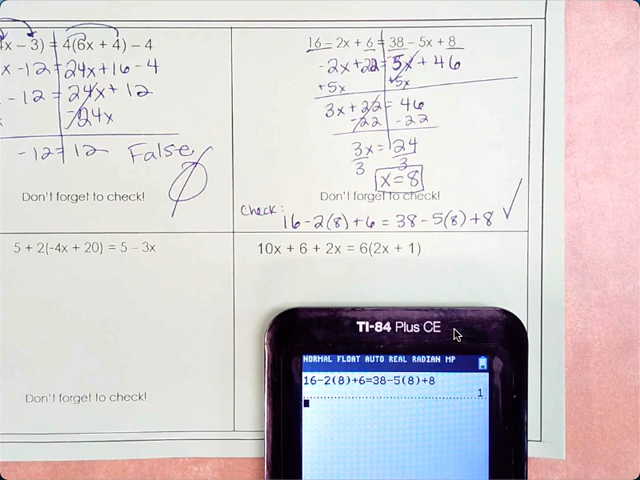 4x - 3) = 4(6x + 4) - 4
x - 12 = 24x + 16 - 4
- 12 = 24x + 12
- 24x
-12 = 12 False
∅
Don't forget to check!
16 - 2x + 6 = 38 - 5x + 8
-2x + 22 = -5x + 46
+5x +5x
3x + 22 = 46
-22 -22
3x = 24
3 3
x = 8
Don't forget to check!
Check:
16 - 2(8) + 6 = 38 - 5(8) + 8 ✓
5 + 2(-4x + 20) = 5 - 3x
Don't forget to check!
10x + 6 + 2x = 6(2x + 1)
TI-84 Plus CE
NORMAL FLOAT AUTO REAL RADIAN MP
16-2(8)+6=38-5(8)+8
1